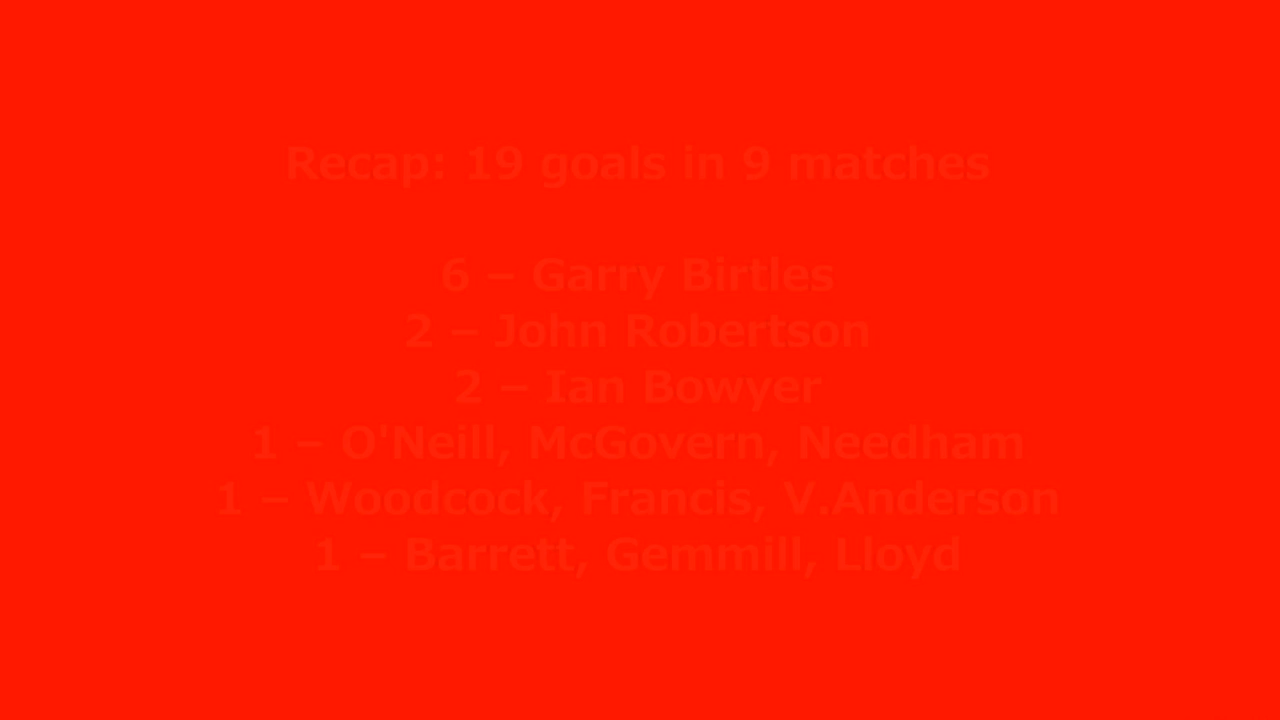 Recap: 19 goals in 9 matches
6 – Garry Birtles
2 – John Robertson
2 – Ian Bowyer
1 – O'Neill, McGovern, Needham
1 – Woodcock, Francis, V.Anderson
1 – Barrett, Gemmill, Lloyd